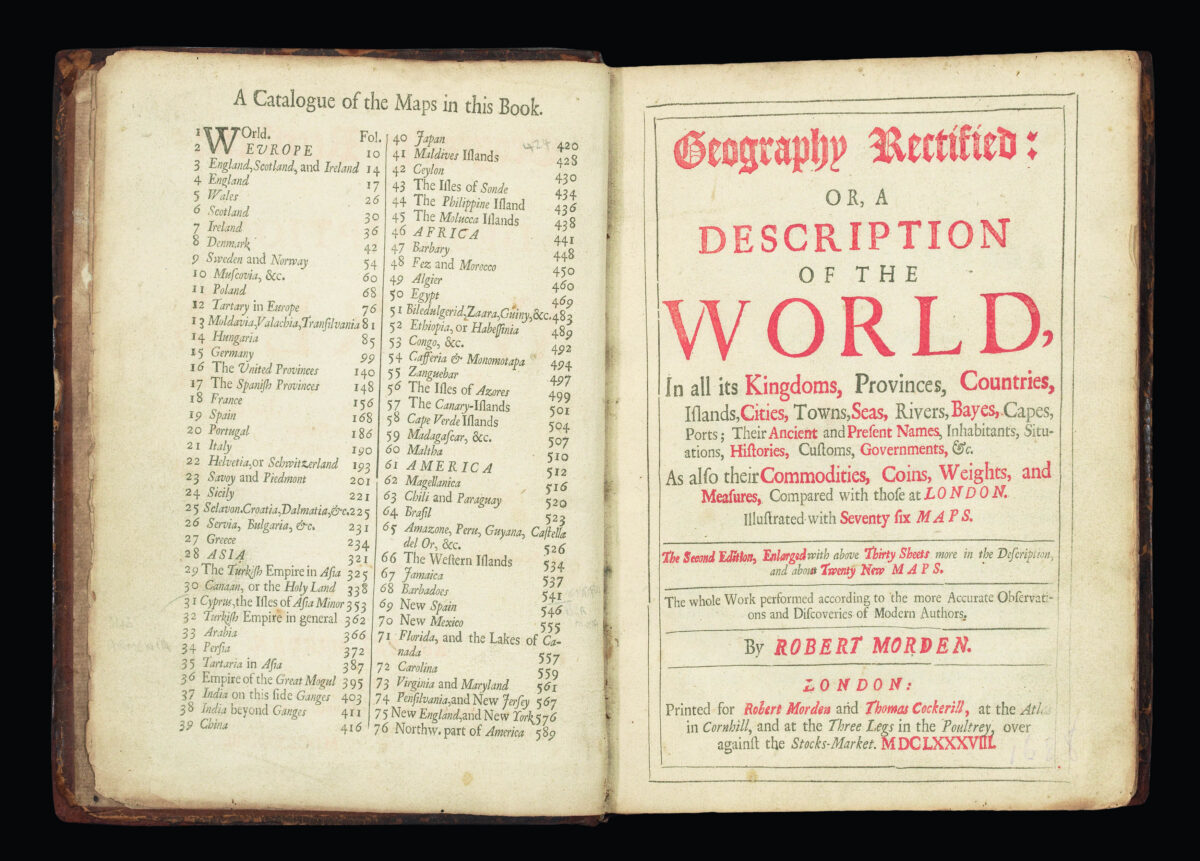 A Catalogue of the Maps in this Book.
1 World. Fol.
2 EUROPE 10
3 England, Scotland, and Ireland 14
4 England 17
5 Wales 26
6 Scotland 30
7 Ireland 36
8 Denmark 42
9 Sweden and Norway 54
10 Muſcovia, &c. 60
11 Poland 68
12 Tartary in Europe 76
13 Moldavia, Valachia, Tranſilvania 81
14 Hungaria 85
15 Germany 99
16 The United Provinces 140
17 The Spaniſh Provinces 148
18 France 156
19 Spain 168
20 Portugal 186
21 Italy 190
22 Helvetia, or Schwitzerland 193
23 Savoy and Piedmont 201
24 Sicily 221
25 Sclavon. Croatia, Dalmatia, &c. 225
26 Servia, Bulgaria, &c. 231
27 Greece 234
28 ASIA 321
29 The Turkiſh Empire in Aſia 325
30 Canaan, or the Holy Land 338
31 Cyprus, the Iſles of Aſia Minor 353
32 Turkiſh Empire in general 362
33 Arabia 366
34 Perſia 372
35 Tartaria in Aſia 387
36 Empire of the Great Mogul 395
37 India on this ſide Ganges 403
38 India beyond Ganges 411
39 China 416
40 Japan 420
41 Maldives Iſlands 428
42 Ceylon 430
43 The Iſles of Sonde 434
44 The Philippine Iſland 436
45 The Molucca Iſlands 438
46 AFRICA 441
47 Barbary 448
48 Fez and Morocco 450
49 Algier 460
50 Egypt 469
51 Biledulgerid, Zaara, Guiny, &c. 483
52 Ethiopia, or Habeſſinia 489
53 Congo, &c. 492
54 Cafferia & Monomotapa 494
55 Zanguebar 497
56 The Iſles of Azores 499
57 The Canary-Iſlands 501
58 Cape Verde Iſlands 504
59 Madagaſcar, &c. 507
60 Maltha 510
61 AMERICA 512
62 Magellanica 516
63 Chili and Paraguay 520
64 Braſil 523
65 Amazone, Peru, Guyana, Caſtella
del Or, &c. 526
66 The Weſtern Iſlands 534
67 Jamaica 537
68 Barbadoes 541
69 New Spain 546
70 New Mexico 555
71 Florida, and the Lakes of Ca-
nada 557
72 Carolina 559
73 Virginia and Maryland 561
74 Penſilvania, and New Jerſey 567
75 New England, and New York 576
76 Northw. part of America 589
Geography Rectified:
OR, A
DESCRIPTION
OF THE
WORLD,
In all its Kingdoms, Provinces, Countries,
Iſlands, Cities, Towns, Seas, Rivers, Bayes, Capes,
Ports; Their Ancient and Preſent Names, Inhabitants, Situ-
ations, Hiſtories, Cuſtoms, Governments, &c.
As alſo their Commodities, Coins, Weights, and
Meaſures, Compared with thoſe at LONDON.
Illuſtrated with Seventy ſix MAPS.
The Second Edition, Enlarged with above Thirty Sheets more in the Deſcription,
and about Twenty New MAPS.
The whole Work performed according to the more Accurate Obſervati-
ons and Diſcoveries of Modern Authors.
By ROBERT MORDEN.
LONDON:
Printed for Robert Morden and Thomas Cockerill, at the Atlas
in Cornhill, and at the Three Legs in the Poultrey, over
againſt the Stocks-Market. MDCLXXXVIII.